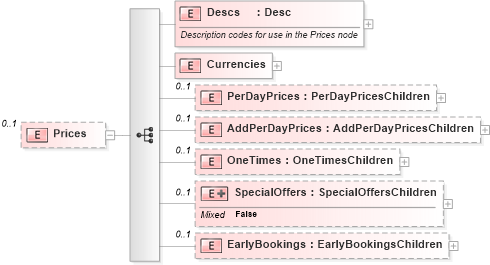 E Descs : Desc
Description codes for use in the Prices node
E Currencies
0..1
E PerDayPrices : PerDayPricesChildren
0..1
E AddPerDayPrices : AddPerDayPricesChildren
0..1
E Prices
0..1
E OneTimes : OneTimesChildren
0..1
E SpecialOffers : SpecialOffersChildren
Mixed False
0..1
E EarlyBookings : EarlyBookingsChildren